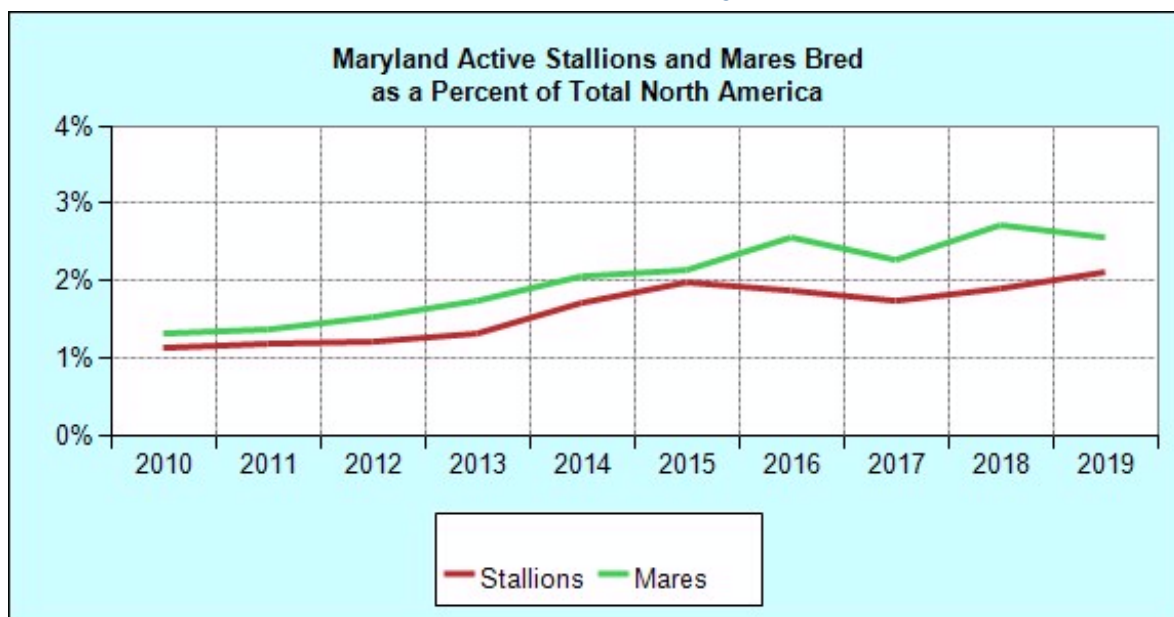 Maryland Active Stallions and Mares Bred
as a Percent of Total North America
4%
3%
2%
1%
0%
2010 2011 2012 2013 2014 2015 2016 2017 2018 2019
Stallions Mares